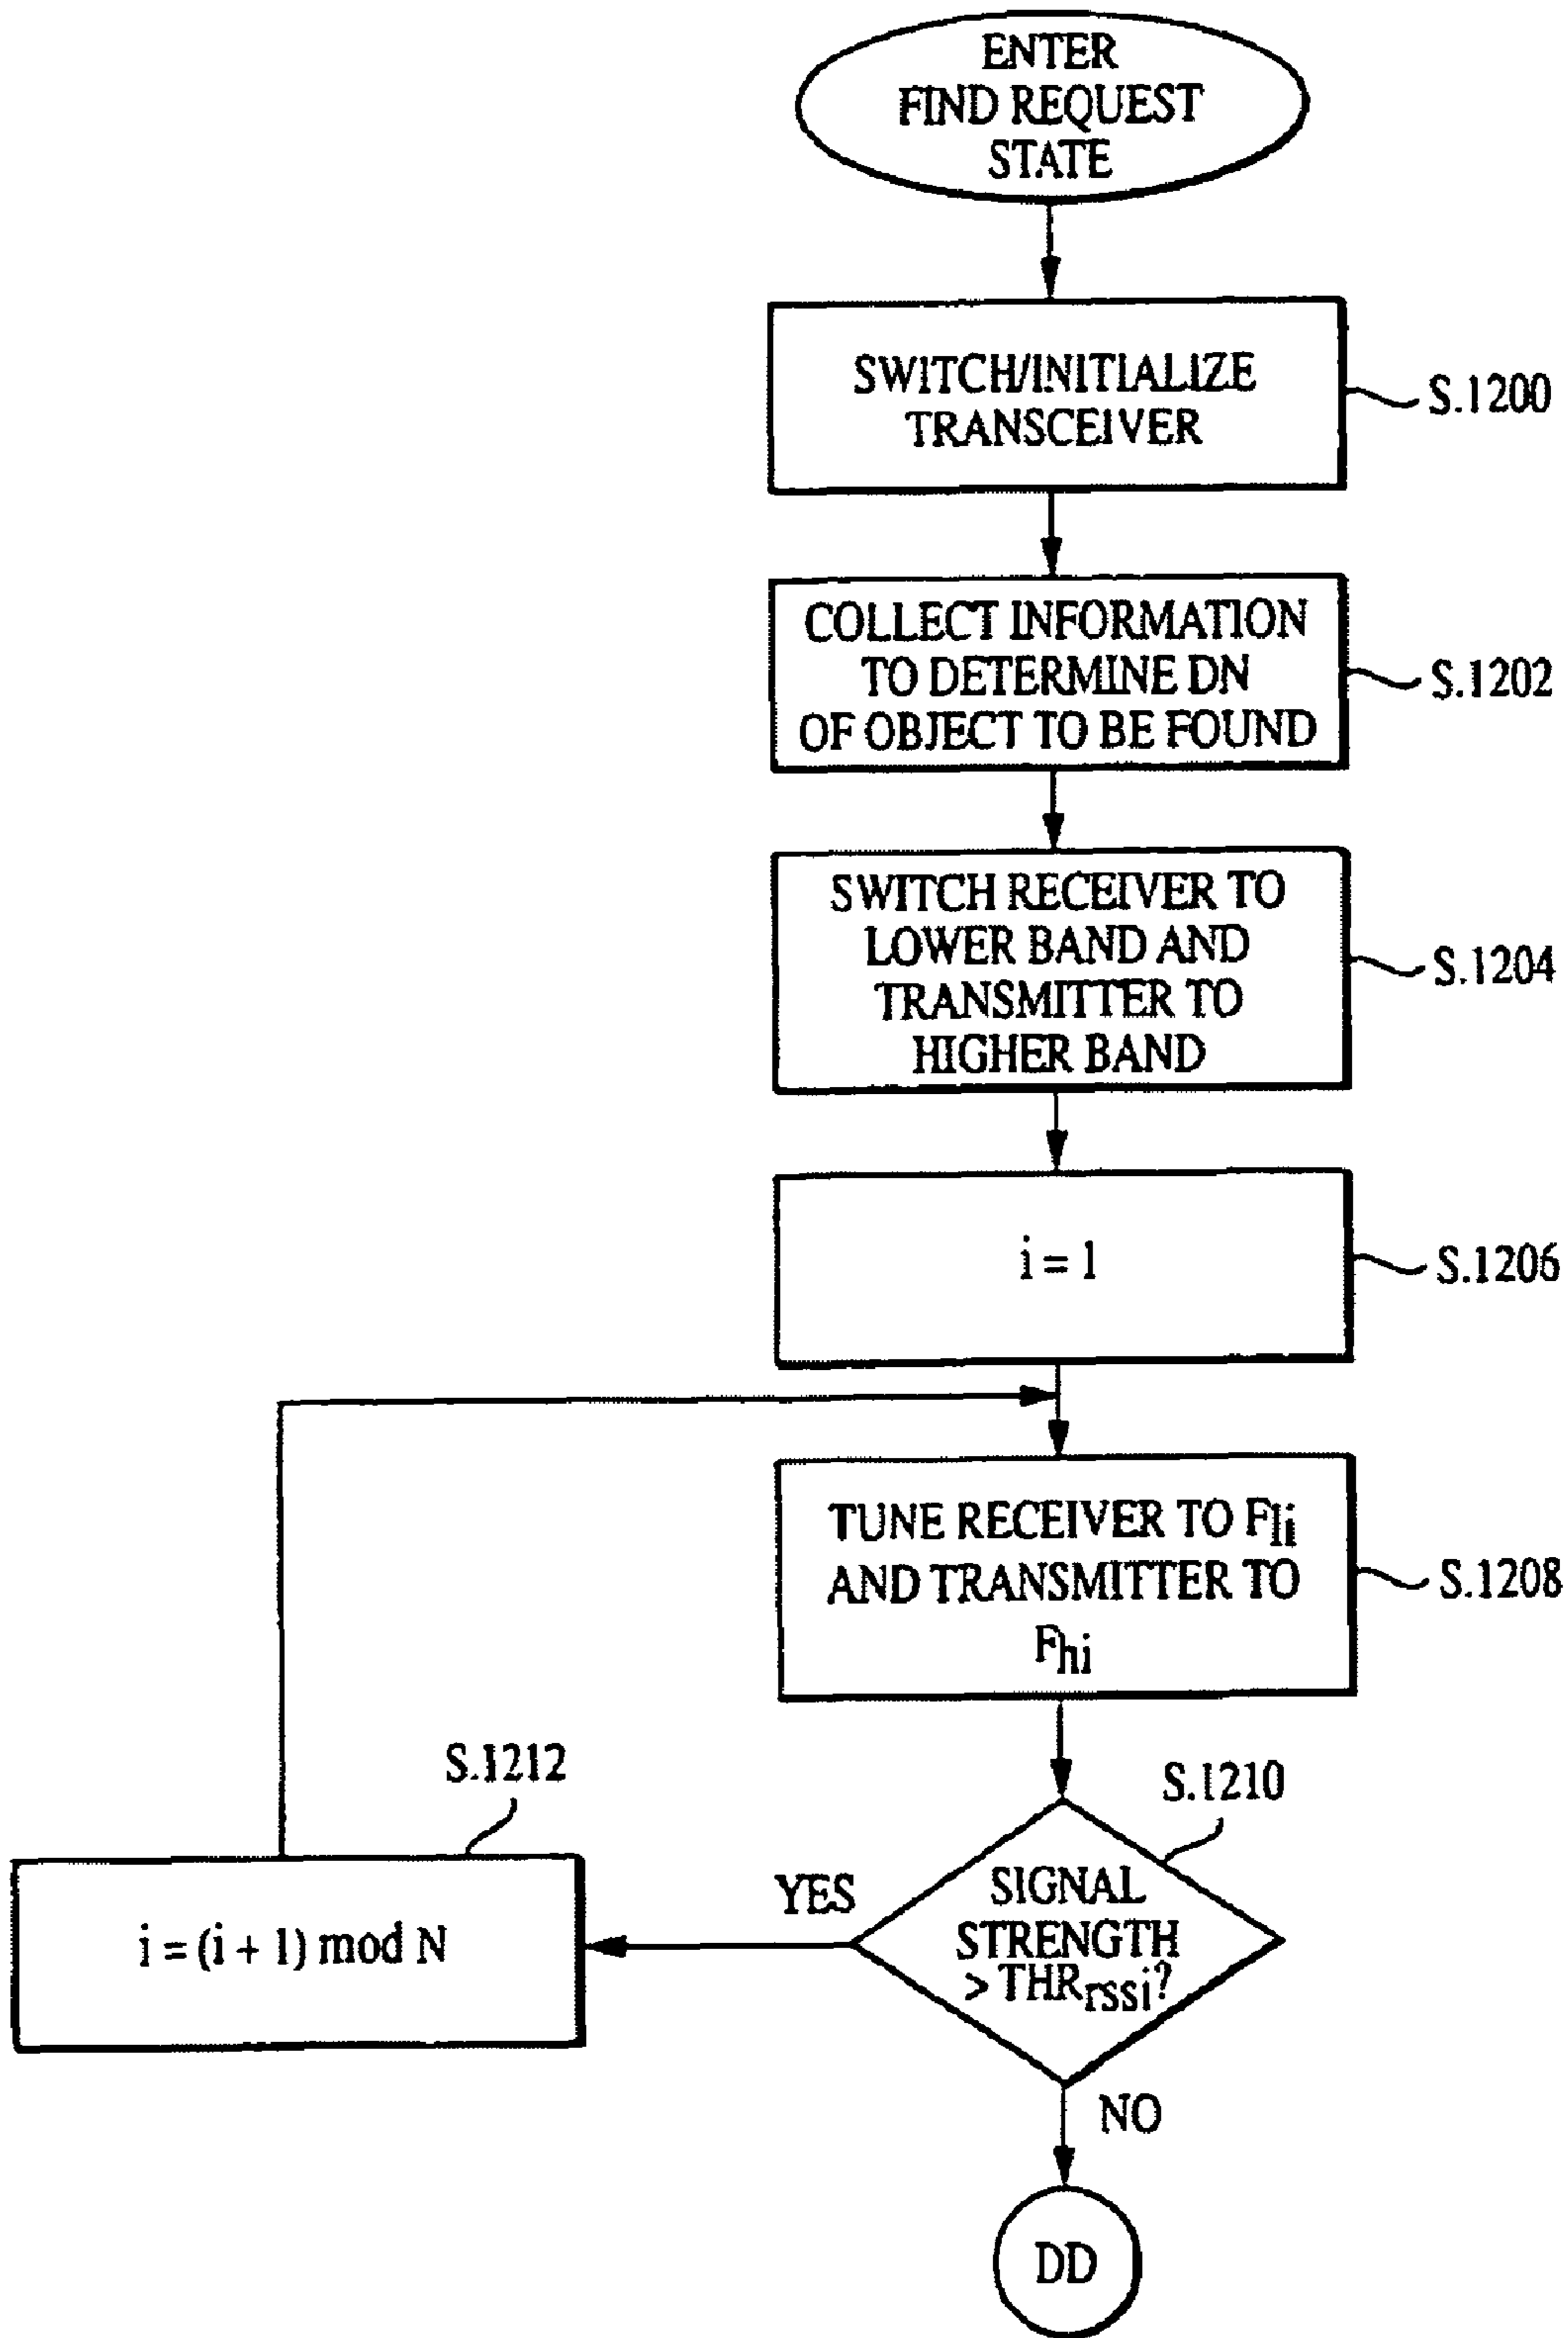 ENTER
FIND REQUEST
STATE
SWITCH/INITIALIZE
TRANSCEIVER
S.1200
COLLECT INFORMATION
TO DETERMINE DN
OF OBJECT TO BE FOUND
S.1202
SWITCH RECEIVER TO
LOWER BAND AND
TRANSMITTER TO
HIGHER BAND
S.1204
i = 1
S.1206
TUNE RECEIVER TO Fli
AND TRANSMITTER TO
Fhi
S.1208
S.1212
i = (i + 1) mod N
YES
S.1210
SIGNAL
STRENGTH
> THRrssi?
NO
DD